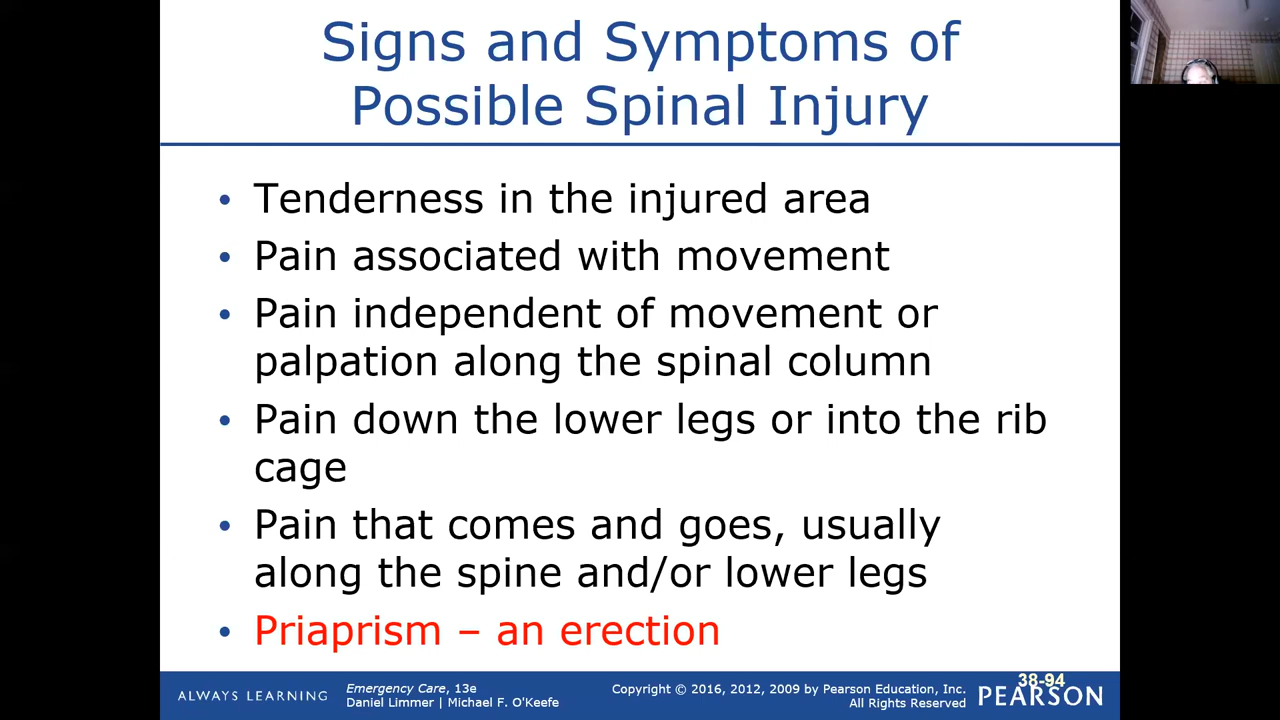 Signs and Symptoms of
Possible Spinal Injury
• Tenderness in the injured area
• Pain associated with movement
• Pain independent of movement or
palpation along the spinal column
• Pain down the lower legs or into the rib
cage
• Pain that comes and goes, usually
along the spine and/or lower legs
• Priaprism – an erection
ALWAYS LEARNING
Emergency Care, 13e
Daniel Limmer | Michael F. O'Keefe
Copyright © 2016, 2012, 2009 by Pearson Education, Inc.
All Rights Reserved
38-94
PEARSON